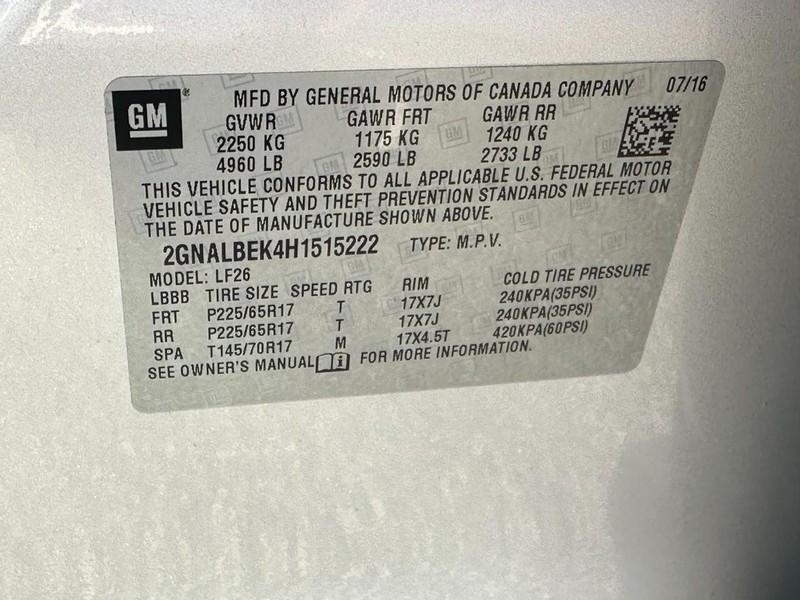 GM ® MFD BY GENERAL MOTORS OF CANADA COMPANY 07/16
GVWR GAWR FRT GAWR RR
2250 KG 1175 KG 1240 KG
4960 LB 2590 LB 2733 LB
THIS VEHICLE CONFORMS TO ALL APPLICABLE U.S. FEDERAL MOTOR
VEHICLE SAFETY AND THEFT PREVENTION STANDARDS IN EFFECT ON
THE DATE OF MANUFACTURE SHOWN ABOVE.
2GNALBEK4H1515222 TYPE: M.P.V.
MODEL: LF26
LBBB TIRE SIZE SPEED RTG RIM COLD TIRE PRESSURE
FRT P225/65R17 T 17X7J 240KPA(35PSI)
RR P225/65R17 T 17X7J 240KPA(35PSI)
SPA T145/70R17 M 17X4.5T 420KPA(60PSI)
SEE OWNER'S MANUAL i FOR MORE INFORMATION.